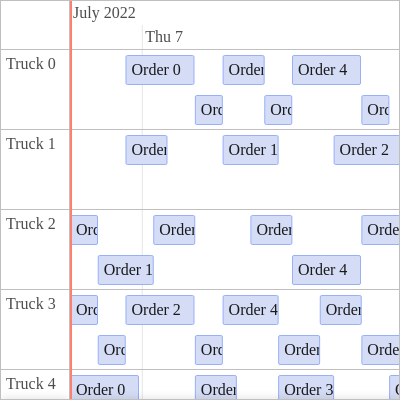 July 2022
Thu 7
Truck 0
Order 0
Order
Order 4
Ord
Ord
Ord
Truck 1
Order
Order 1
Order 2
Truck 2
Ord
Order
Order
Orde
Order 1
Order 4
Truck 3
Ord
Order 2
Order 4
Order
Ord
Ord
Order
Orde
Truck 4
Order 0
Order
Order 3